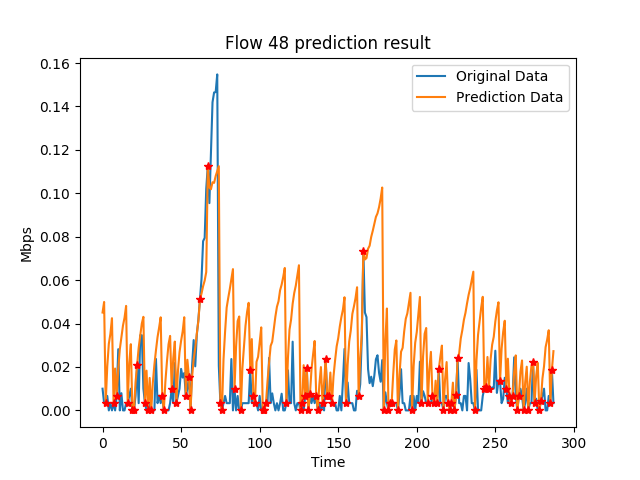 Flow 48 prediction result
Original Data
Prediction Data
Mbps
0.16
0.14
0.12
0.10
0.08
0.06
0.04
0.02
0.00
0 50 100 150 200 250 300
Time